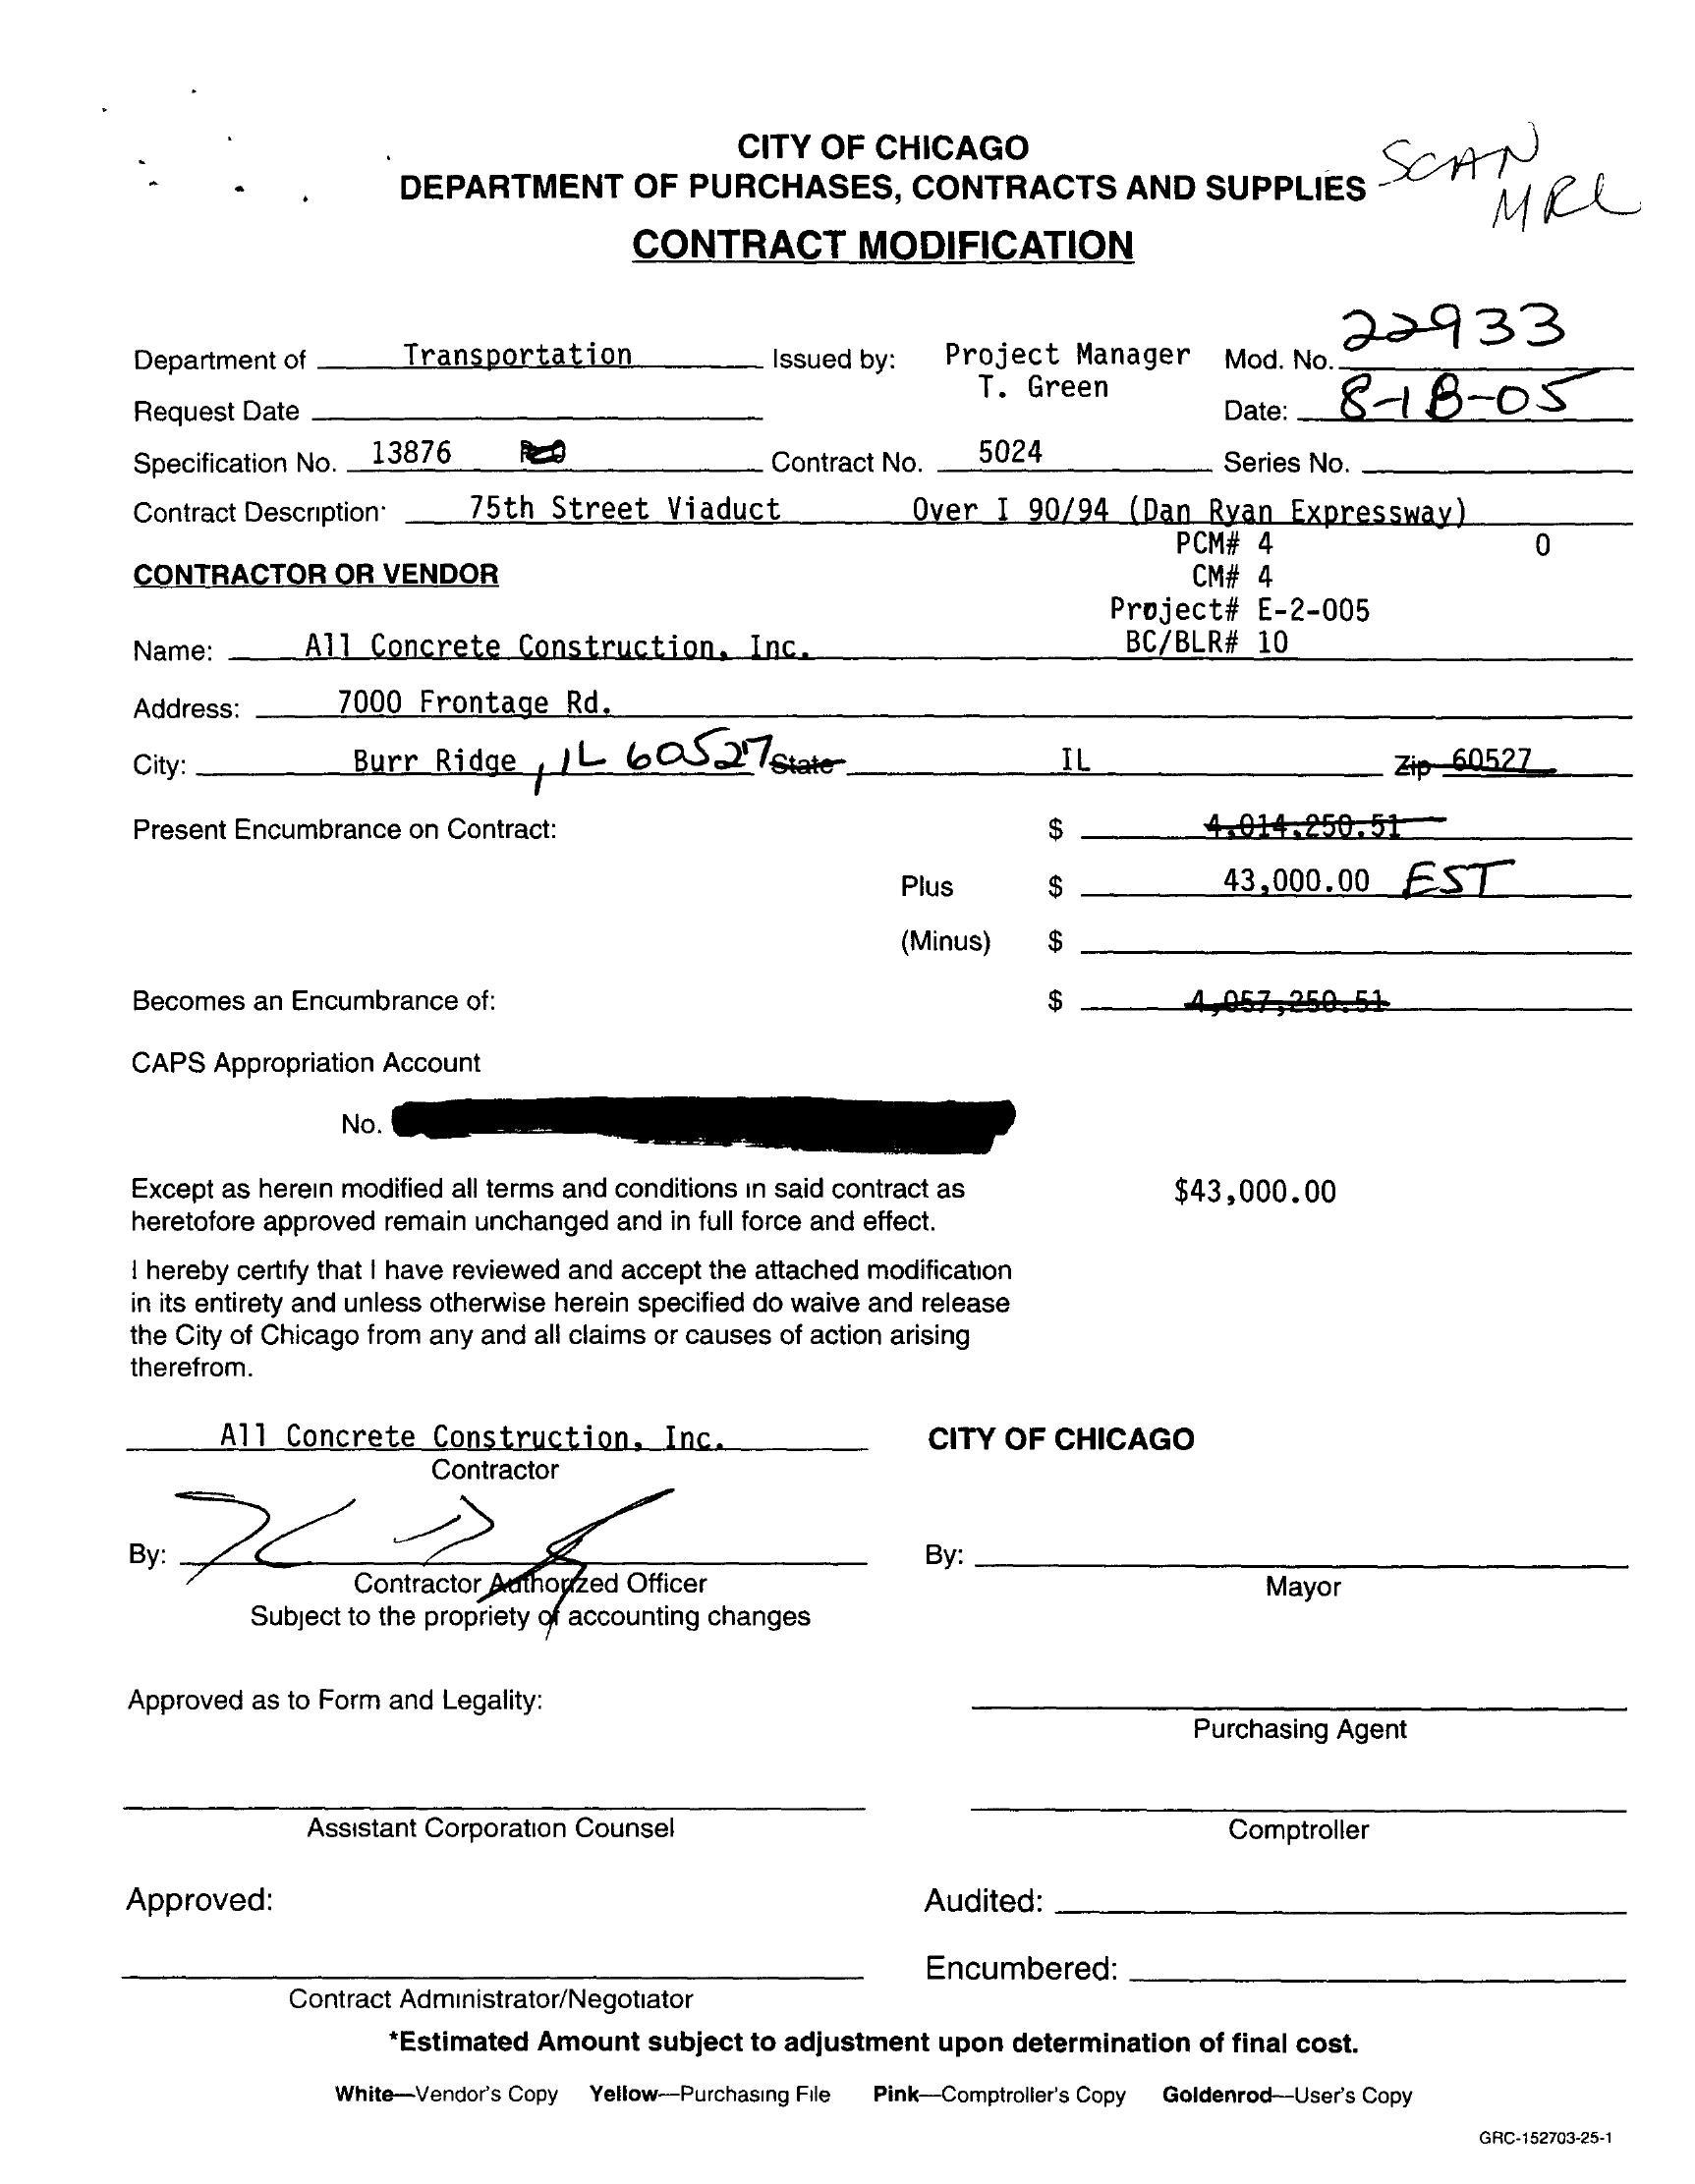 CITY OF CHICAGO
DEPARTMENT OF PURCHASES, CONTRACTS AND SUPPLIES
SCAN
MRL
CONTRACT MODIFICATION
Department of Transportation Issued by: Project Manager Mod. No. 22933
T. Green
Request Date Date: 8-18-05
Specification No. 13876 Contract No. 5024 Series No.
Contract Description: 75th Street Viaduct Over I 90/94 (Dan Ryan Expressway)
PCM# 4 0
CONTRACTOR OR VENDOR CM# 4
Project# E-2-005
Name: All Concrete Construction, Inc. BC/BLR# 10
Address: 7000 Frontage Rd.
City: Burr Ridge, IL 60527 State IL Zip 60527
Present Encumbrance on Contract: $ 4,014,250.51
Plus $ 43,000.00 EST
(Minus) $
Becomes an Encumbrance of: $ 4,057,250.51
CAPS Appropriation Account
No.
Except as herein modified all terms and conditions in said contract as $43,000.00
heretofore approved remain unchanged and in full force and effect.
I hereby certify that I have reviewed and accept the attached modification
in its entirety and unless otherwise herein specified do waive and release
the City of Chicago from any and all claims or causes of action arising
therefrom.
All Concrete Construction, Inc. CITY OF CHICAGO
Contractor
By: By:
Contractor Authorized Officer Mayor
Subject to the propriety of accounting changes
Approved as to Form and Legality:
Purchasing Agent
Assistant Corporation Counsel Comptroller
Approved: Audited:
Encumbered:
Contract Administrator/Negotiator
*Estimated Amount subject to adjustment upon determination of final cost.
White—Vendor's Copy Yellow—Purchasing File Pink—Comptroller's Copy Goldenrod—User's Copy
GRC-152703-25-1